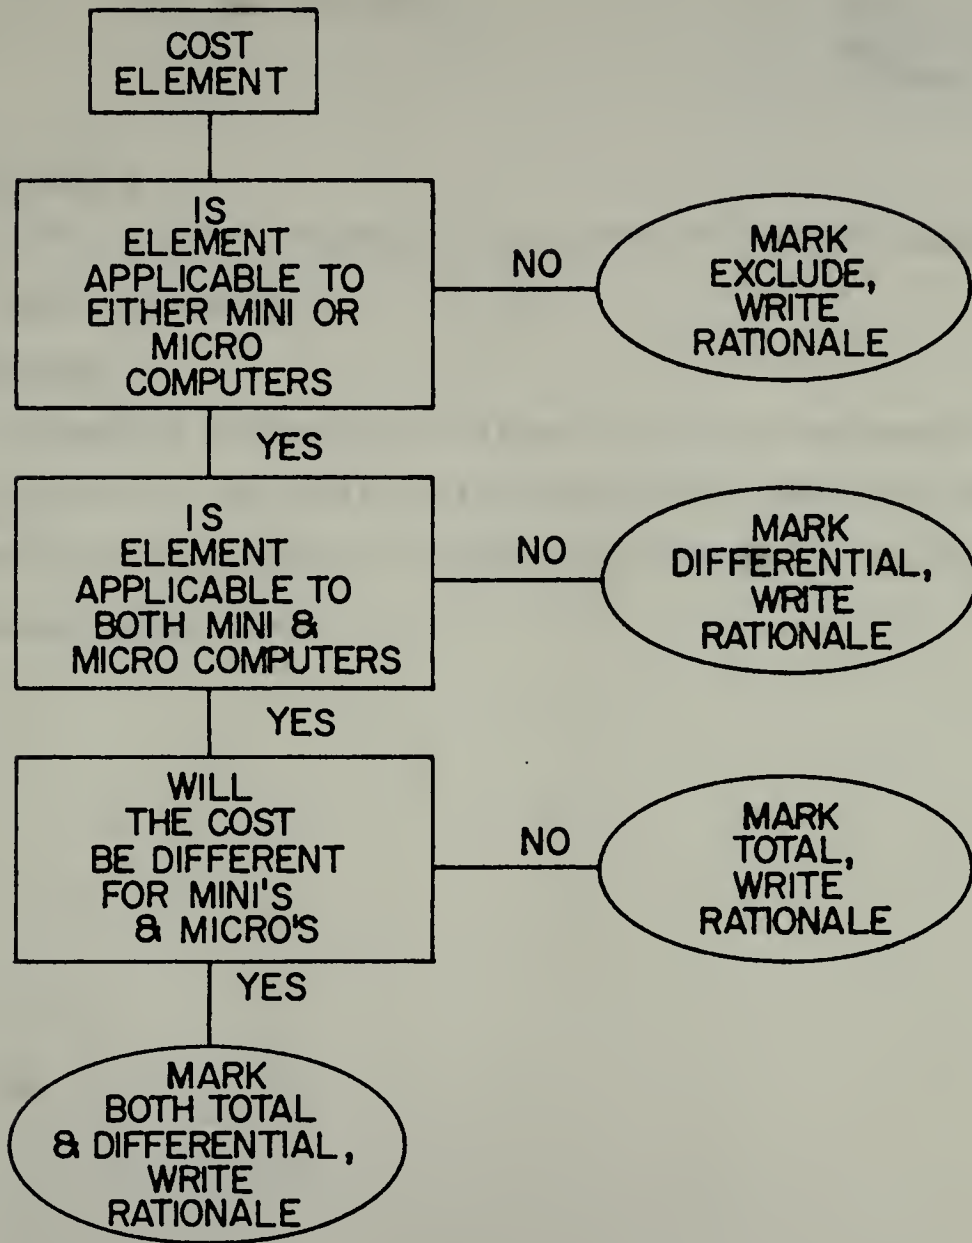 COST
ELEMENT
IS
ELEMENT
APPLICABLE TO
EITHER MINI OR
MICRO
COMPUTERS
NO
MARK
EXCLUDE,
WRITE
RATIONALE
YES
IS
ELEMENT
APPLICABLE TO
BOTH MINI &
MICRO COMPUTERS
NO
MARK
DIFFERENTIAL,
WRITE
RATIONALE
YES
WILL
THE COST
BE DIFFERENT
FOR MINI'S
& MICRO'S
NO
MARK
TOTAL,
WRITE
RATIONALE
YES
MARK
BOTH TOTAL
& DIFFERENTIAL,
WRITE
RATIONALE